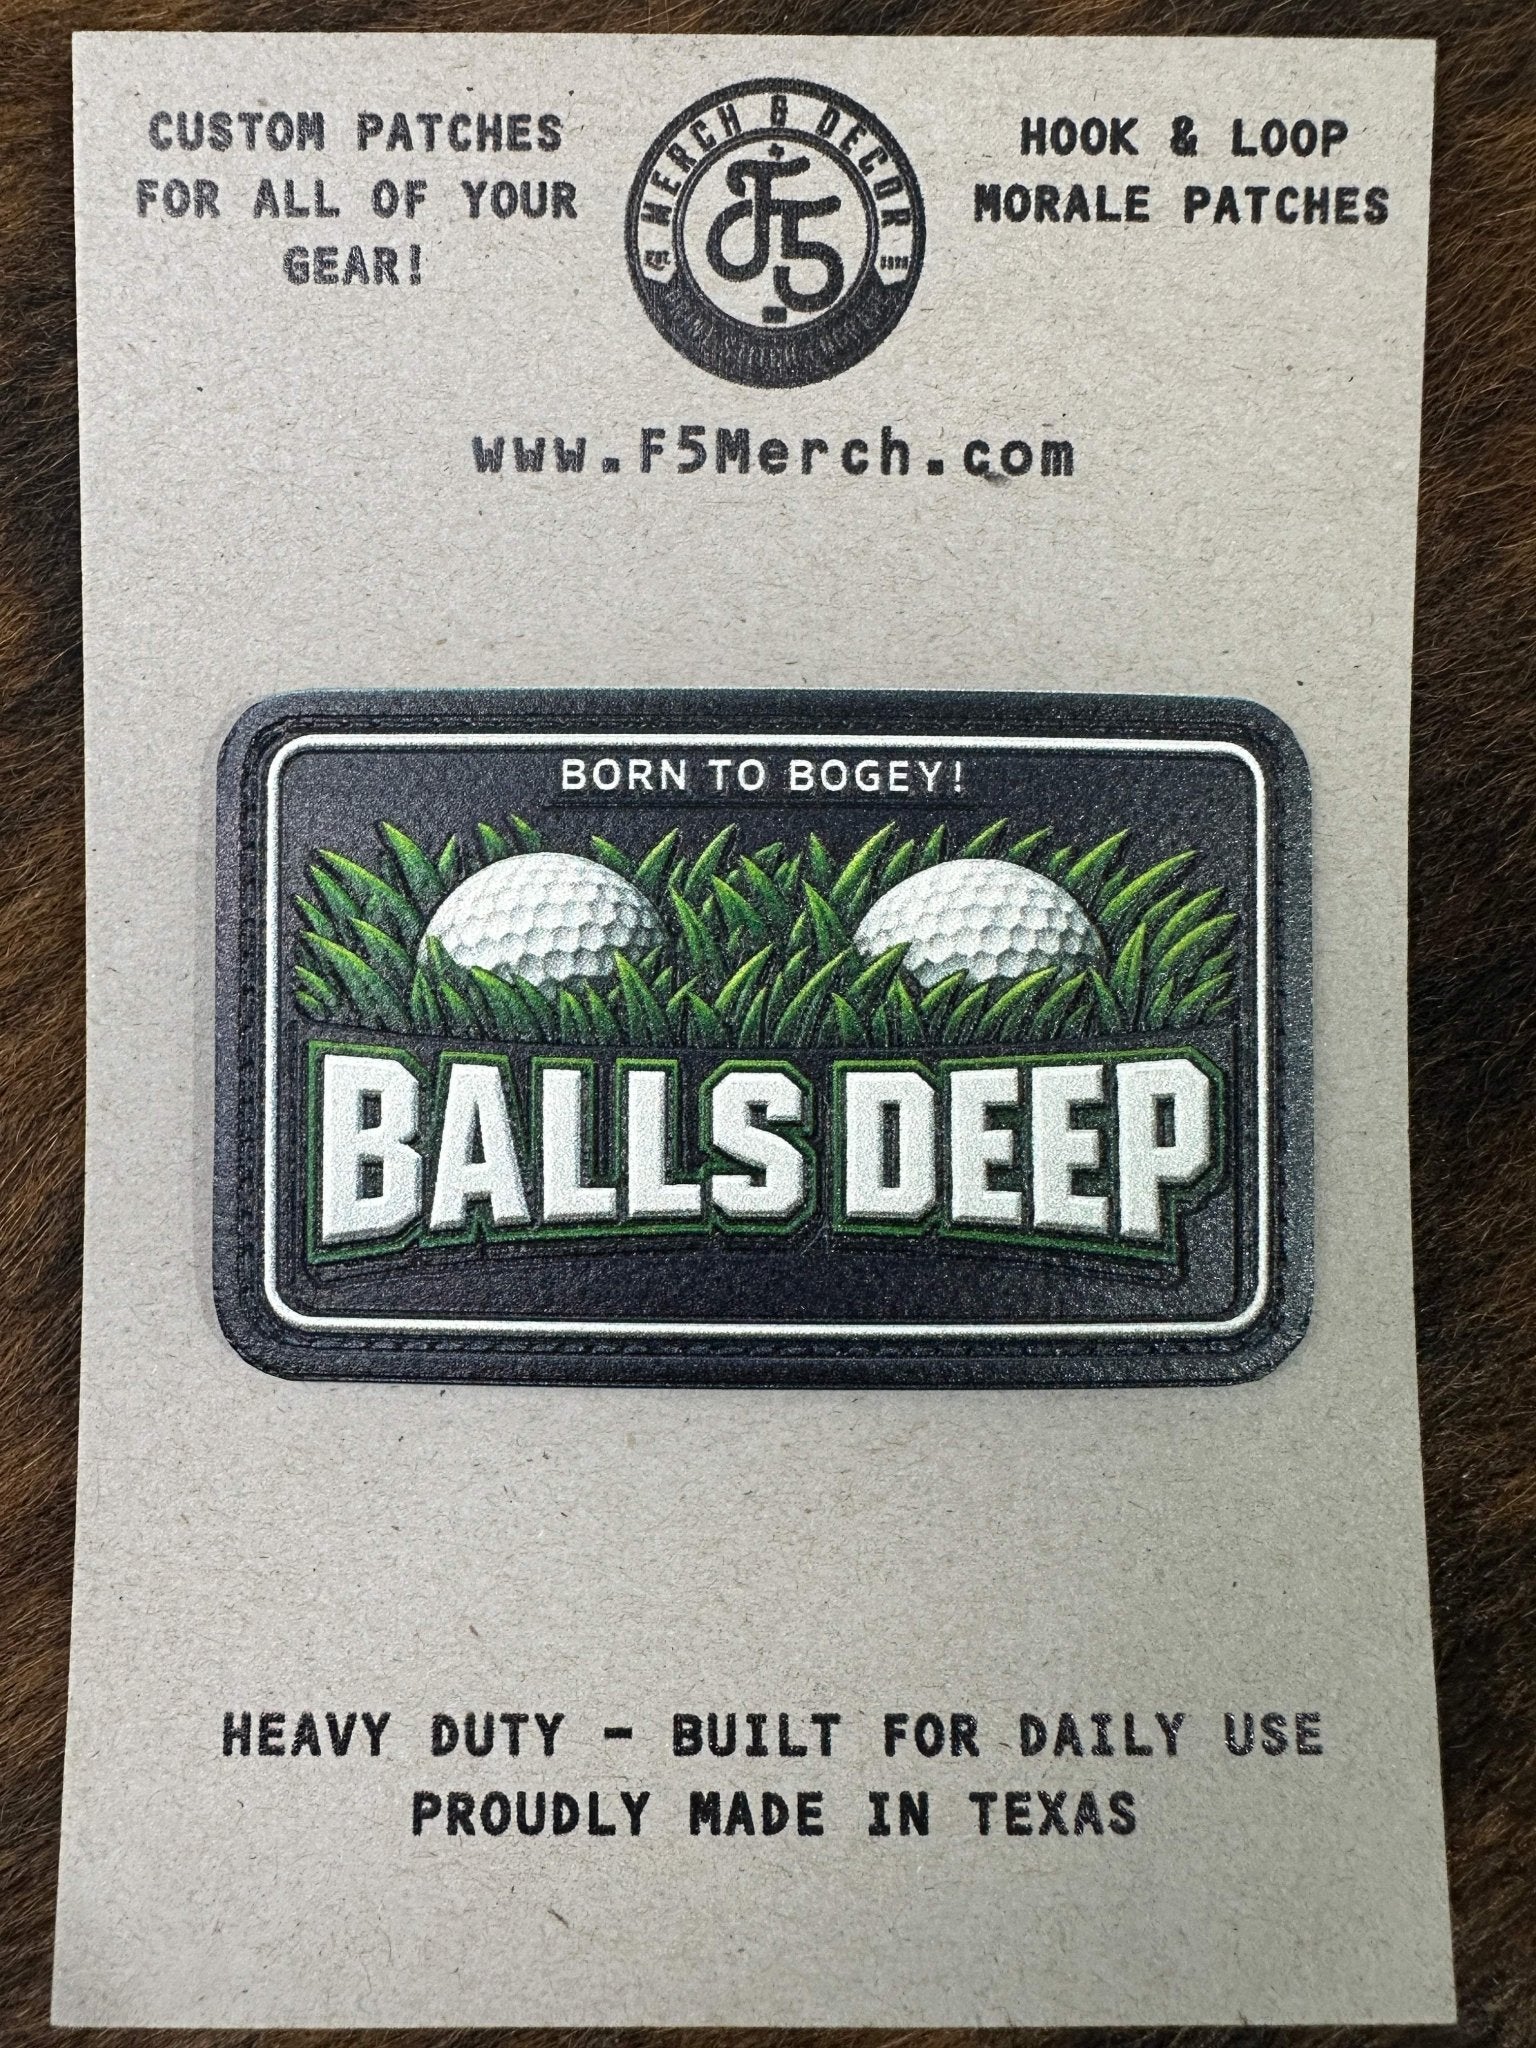 CUSTOM PATCHES
FOR ALL OF YOUR
GEAR!
MERCH & DECOR
F5
HOOK & LOOP
MORALE PATCHES
www.F5Merch.com
BORN TO BOGEY!
BALLS DEEP
HEAVY DUTY - BUILT FOR DAILY USE
PROUDLY MADE IN TEXAS